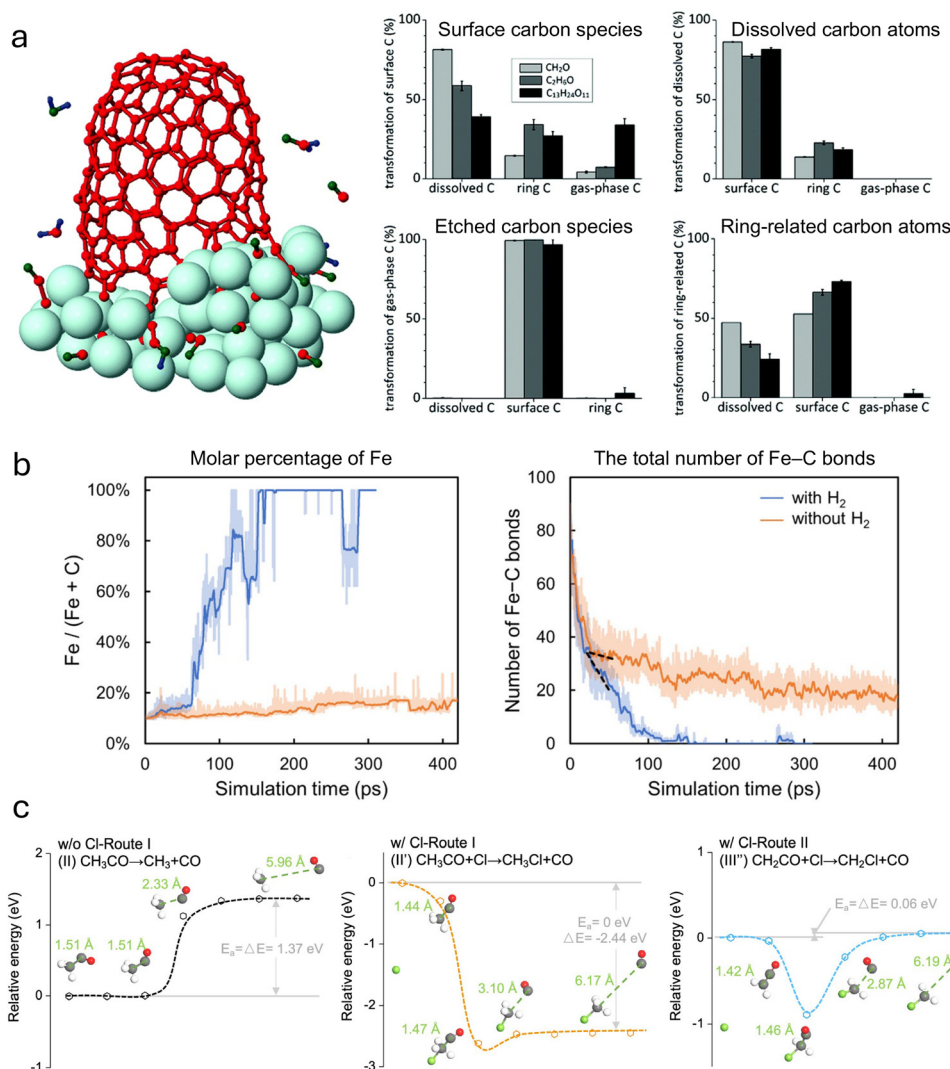 a
Surface carbon species
transformation of surface C (%)
100
50
0
CH₂O
C₂H₆O
C₁₃H₂₄O₁₁
dissolved C ring C gas-phase C
Dissolved carbon atoms
transformation of dissolved C (%)
100
50
0
surface C ring C gas-phase C
Etched carbon species
transformation of gas-phase C (%)
100
50
0
dissolved C surface C ring C
Ring-related carbon atoms
transformation of ring-related C (%)
100
50
0
dissolved C surface C gas-phase C
b
Molar percentage of Fe
Fe / (Fe + C)
100%
80%
60%
40%
20%
0%
0 100 200 300 400
Simulation time (ps)
The total number of Fe–C bonds
Number of Fe–C bonds
100
80
60
40
20
0
with H₂
without H₂
0 100 200 300 400
Simulation time (ps)
c
w/o Cl-Route I
(II) CH₃CO→CH₃+CO
Relative energy (eV)
2
1
0
-1
1.51 Å
1.51 Å
2.33 Å
5.96 Å
Eₐ=△E= 1.37 eV
w/ Cl-Route I
(II') CH₃CO+Cl→CH₃Cl+CO
Relative energy (eV)
0
-1
-2
-3
1.44 Å
1.47 Å
3.10 Å
6.17 Å
Eₐ= 0 eV
△E= -2.44 eV
w/ Cl-Route II
(III") CH₂CO+Cl→CH₂Cl+CO
Relative energy (eV)
1
0
-1
Eₐ=△E= 0.06 eV
1.42 Å
1.46 Å
2.87 Å
6.19 Å